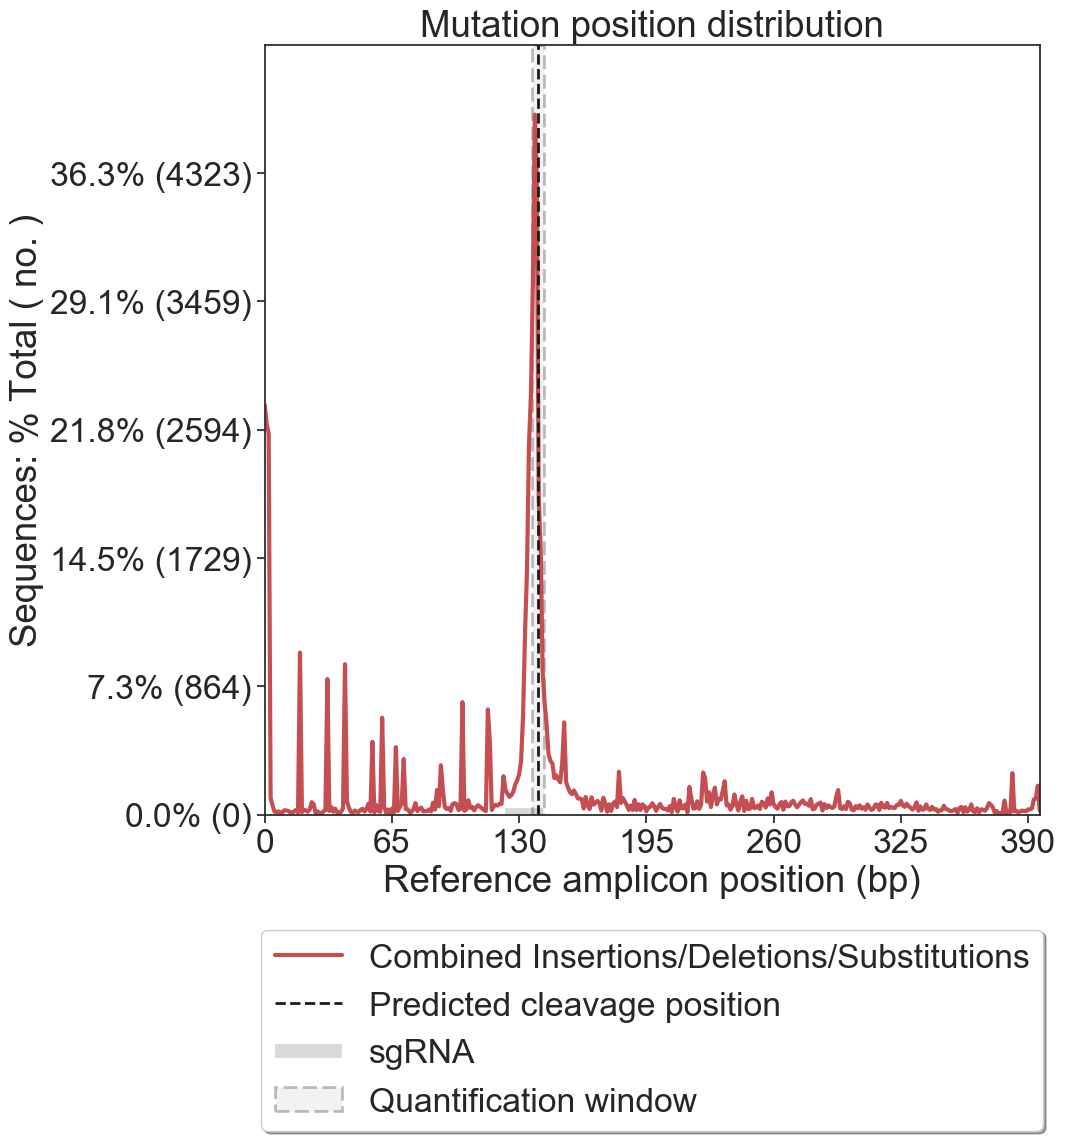 Mutation position distribution
Sequences: % Total ( no. )
36.3% (4323)
29.1% (3459)
21.8% (2594)
14.5% (1729)
7.3% (864)
0.0% (0)
0 65 130 195 260 325 390
Reference amplicon position (bp)
Combined Insertions/Deletions/Substitutions
Predicted cleavage position
sgRNA
Quantification window